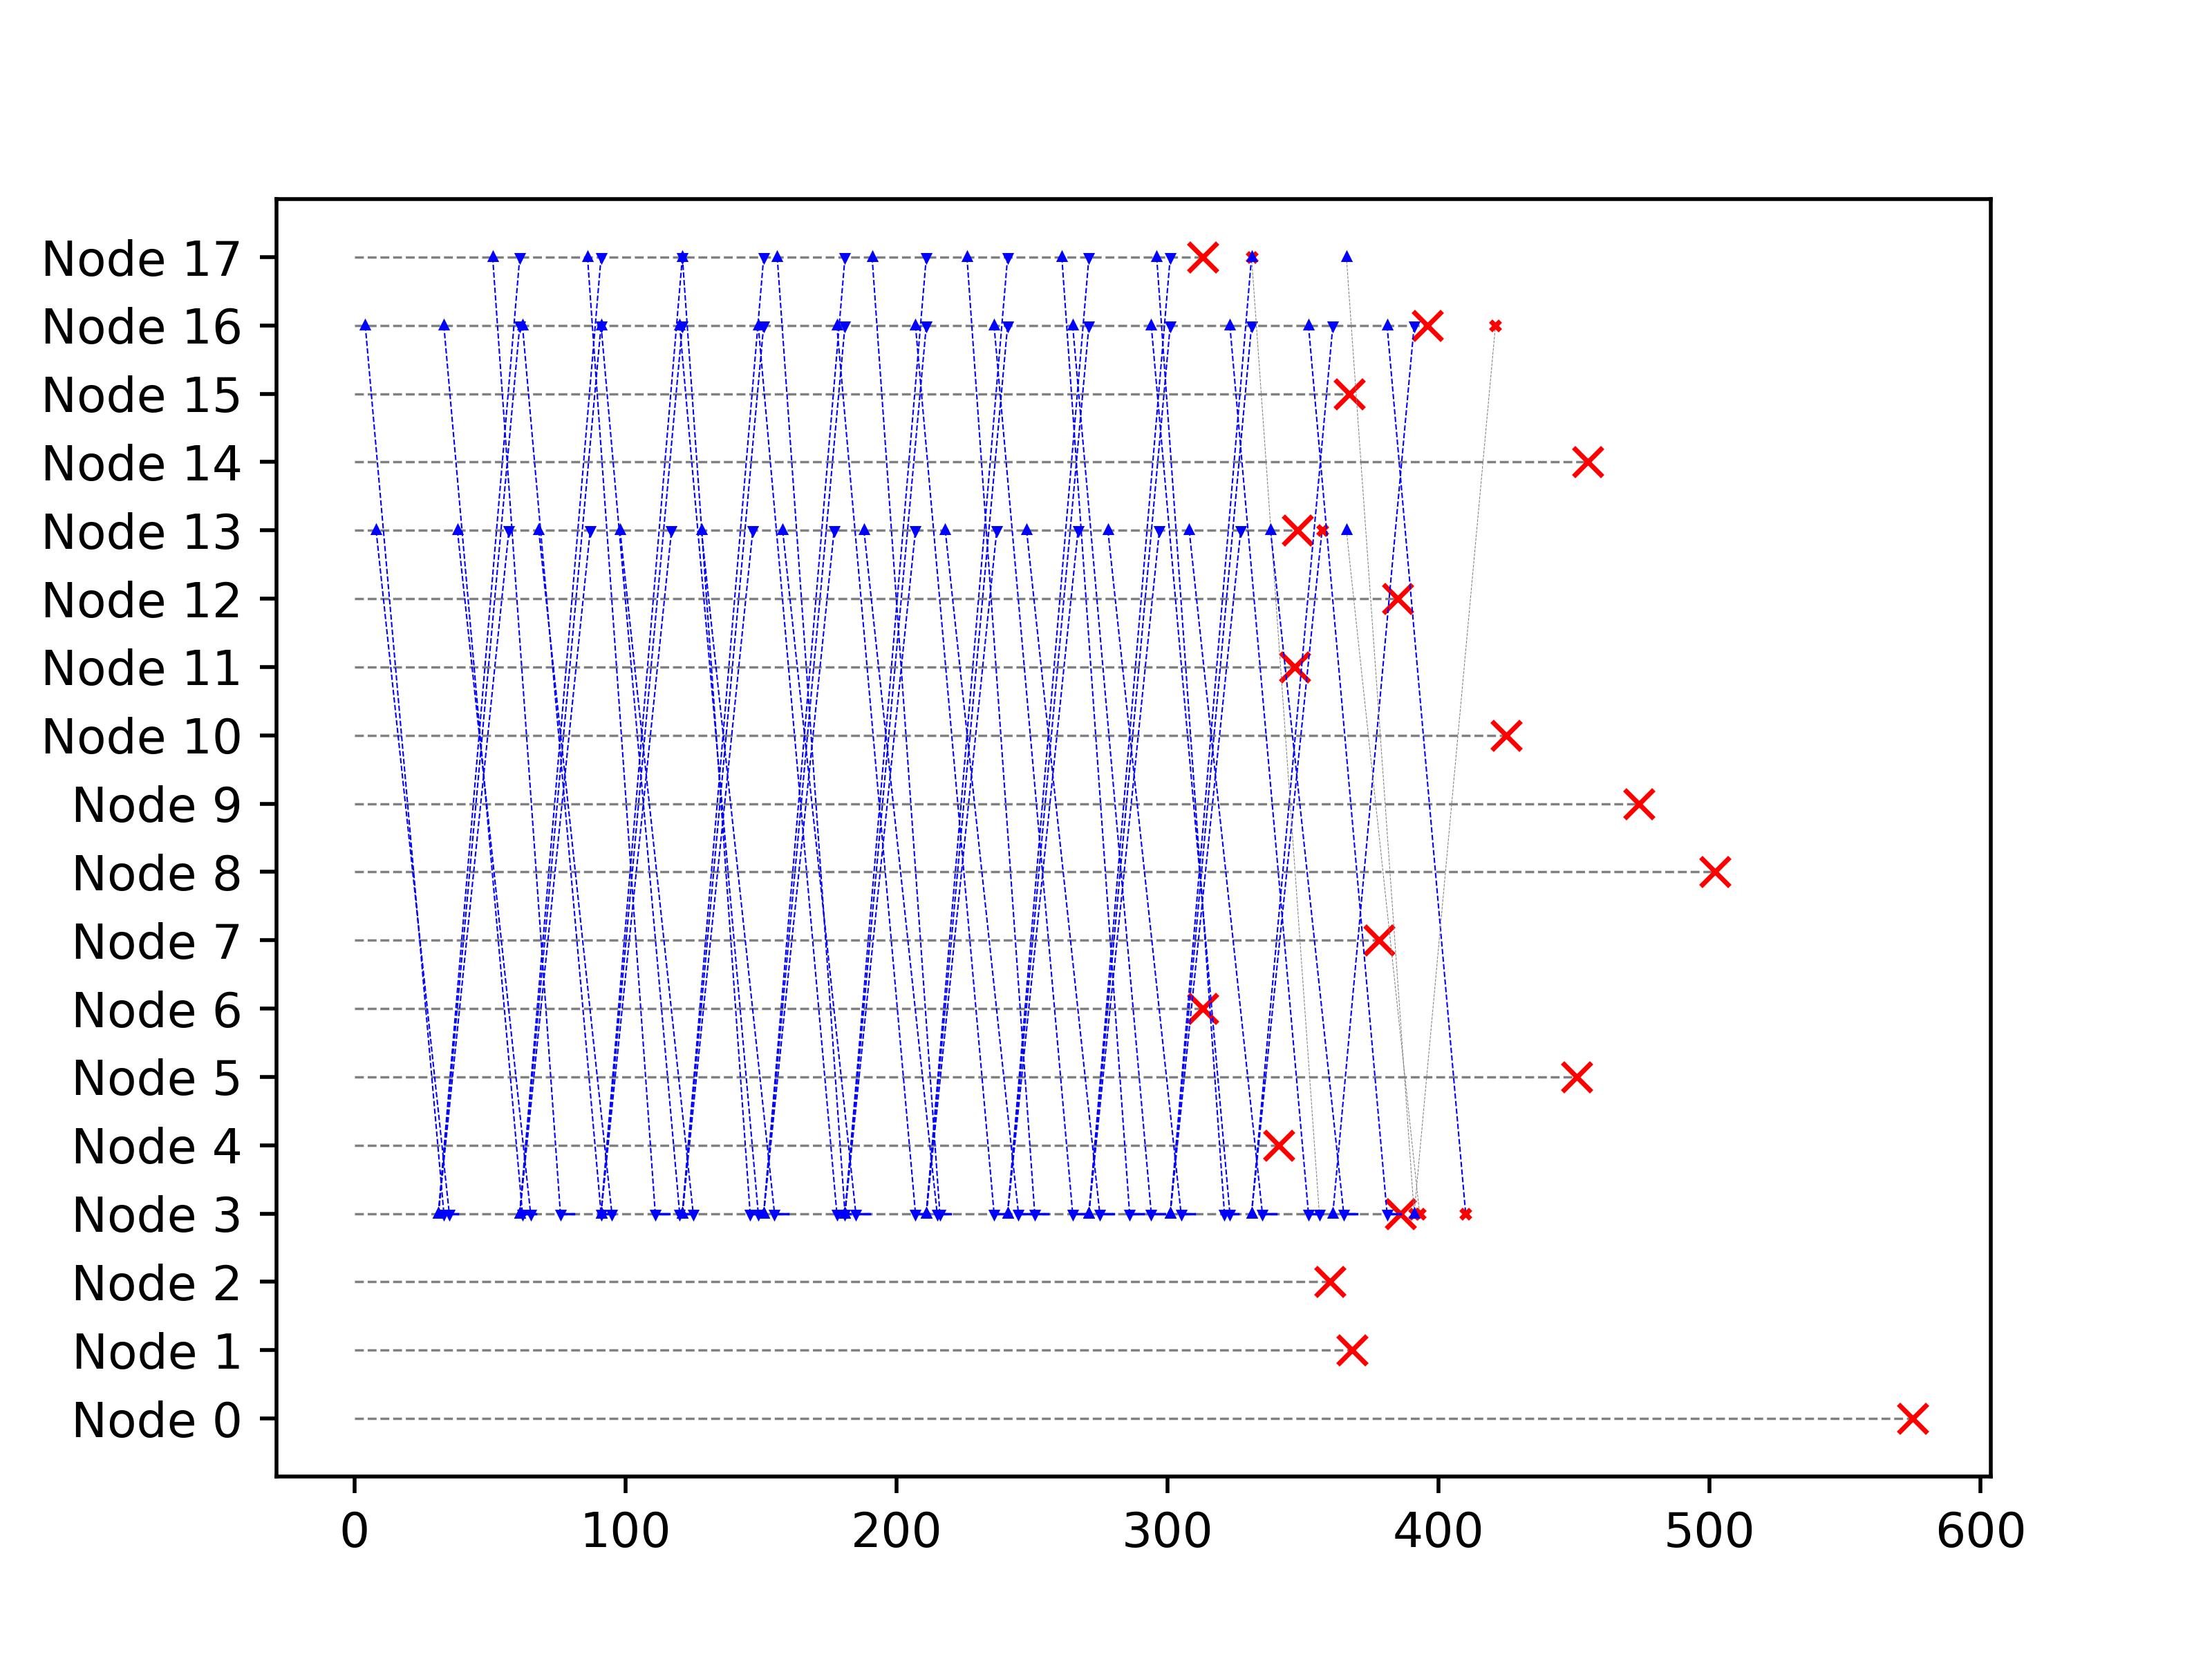 Node 17
Node 16
Node 15
Node 14
Node 13
Node 12
Node 11
Node 10
Node 9
Node 8
Node 7
Node 6
Node 5
Node 4
Node 3
Node 2
Node 1
Node 0
0 100 200 300 400 500 600